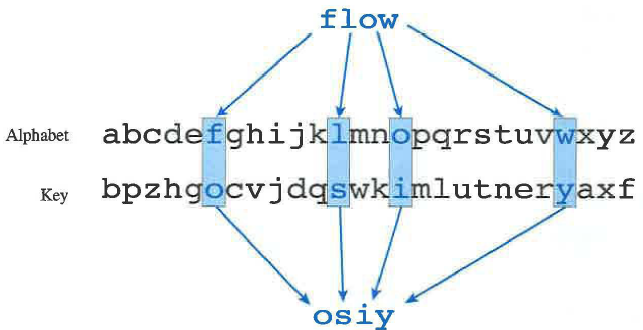 flow
Alphabet abcdefghijklmnopqrstuvwxyz
Key bpzhgocvjdqswkimlutneryaxf
osiy